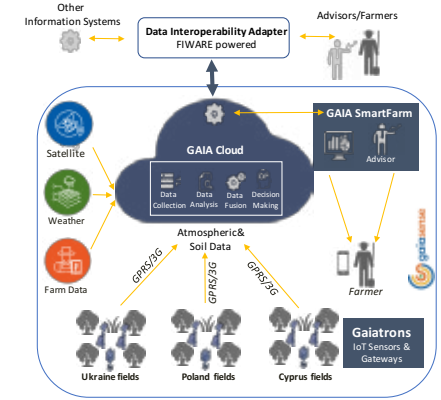 Other
Information Systems
Data Interoperability Adapter
FIWARE powered
Advisors/Farmers
GAIA SmartFarm
Advisor
GAIA Cloud
Data
Collection
Data
Analysis
Data
Fusion
Decision
Making
Satellite
Weather
Farm Data
Atmospheric&
Soil Data
GPRS/3G
GPRS/3G
GPRS/3G
Farmer
gaiasense
Ukraine fields
Poland fields
Cyprus fields
Gaiatrons
IoT Sensors &
Gateways